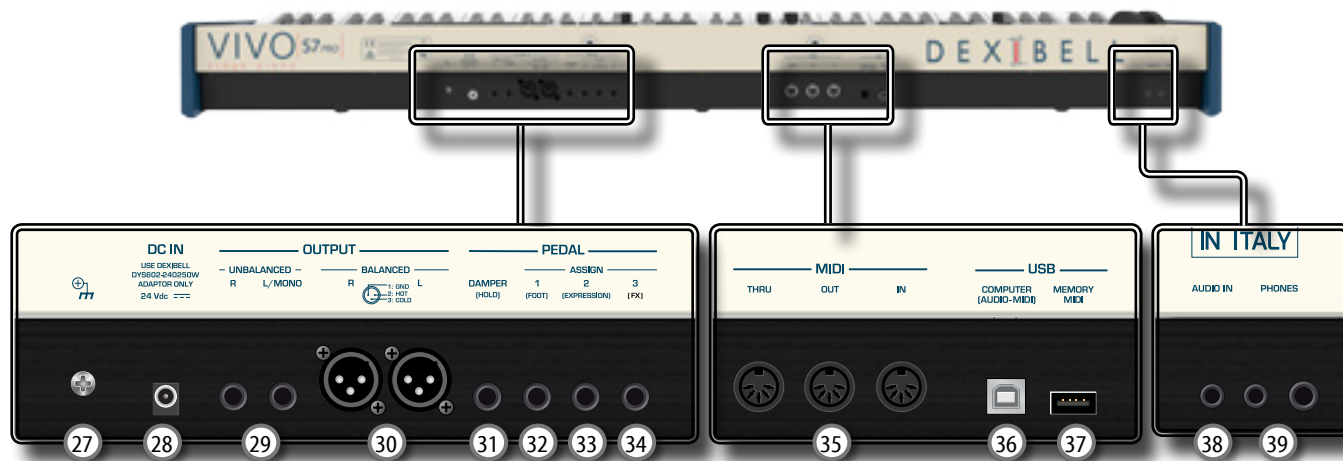 VIVO S7 PRO
DEXIBELL
DC IN
USE DEXIBELL
DYS602-240250W
ADAPTOR ONLY
24 Vdc
OUTPUT
UNBALANCED
R L/MONO
BALANCED
R L
1: GND
2: HOT
3: COLD
PEDAL
DAMPER
(HOLD)
ASSIGN
1 2 3
(FOOT) (EXPRESSION) (FX)
MIDI
THRU OUT IN
USB
COMPUTER
(AUDIO-MIDI)
MEMORY
MIDI
IN ITALY
AUDIO IN PHONES
27 28 29 30 31 32 33 34 35 36 37 38 39